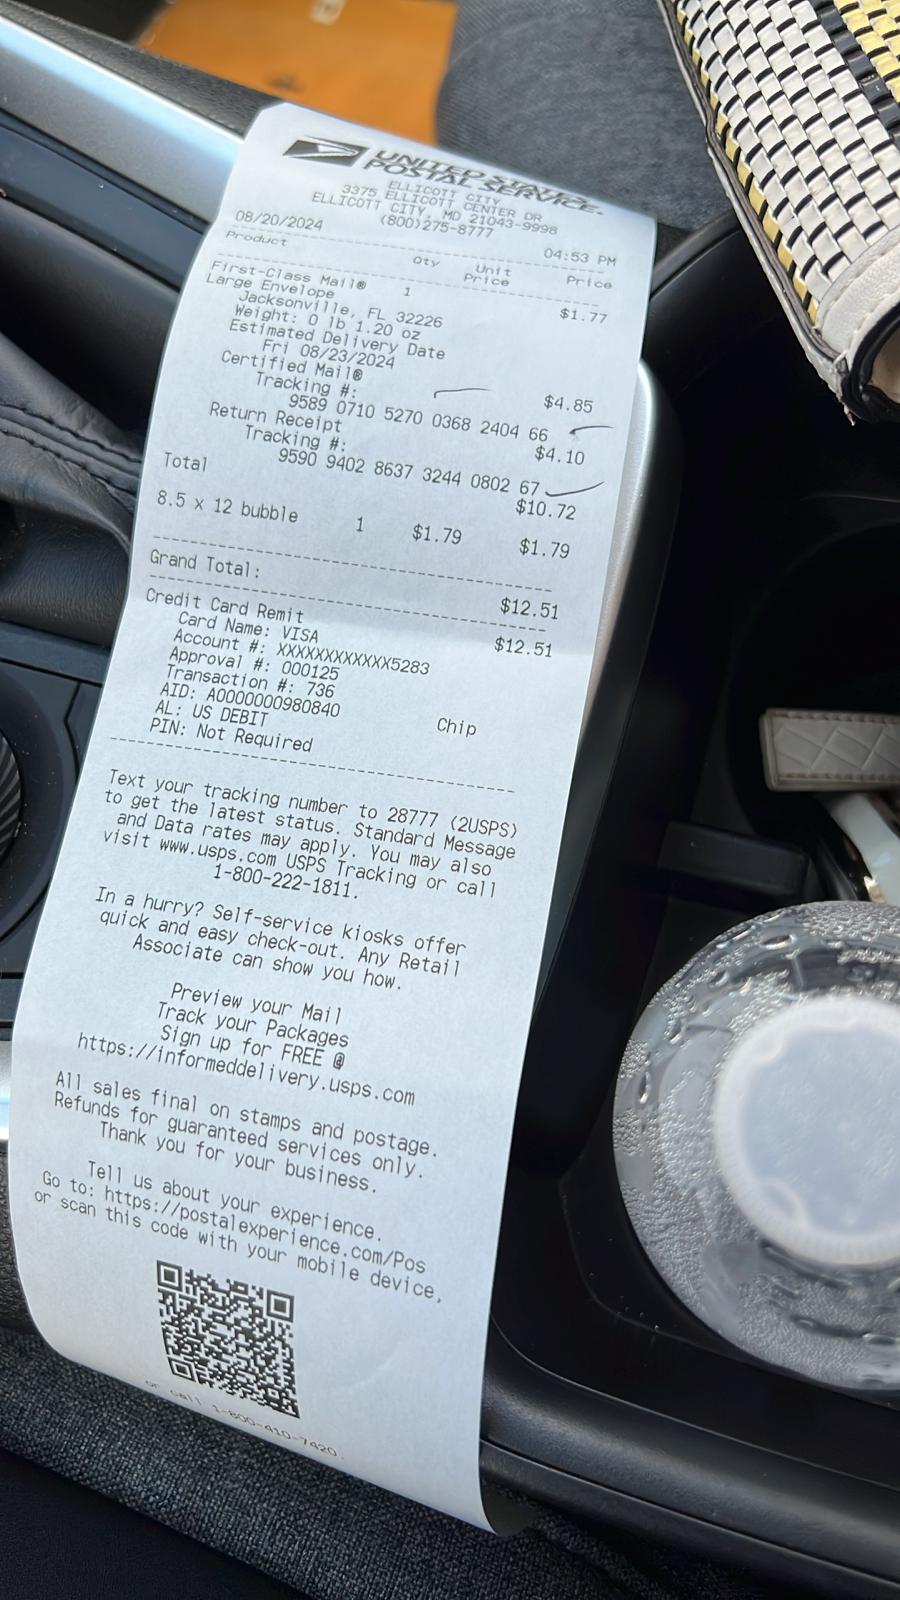 UNITED STATES
POSTAL SERVICE.
ELLICOTT CITY
3375 ELLICOTT CENTER DR
ELLICOTT CITY, MD 21043-9998
(800)275-8777
08/20/2024 04:53 PM
Product Qty Unit Price
Price
First-Class Mail® 1 $1.77
Large Envelope
Jacksonville, FL 32226
Weight: 0 lb 1.20 oz
Estimated Delivery Date
Fri 08/23/2024
Certified Mail® $4.85
Tracking #:
9589 0710 5270 0368 2404 66
Return Receipt $4.10
Tracking #:
9590 9402 8637 3244 0802 67
Total $10.72
8.5 x 12 bubble 1 $1.79 $1.79
Grand Total: $12.51
Credit Card Remit $12.51
Card Name: VISA
Account #: XXXXXXXXXXXX5283
Approval #: 000125
Transaction #: 736
AID: A0000000980840 Chip
AL: US DEBIT
PIN: Not Required
Text your tracking number to 28777 (2USPS)
to get the latest status. Standard Message
and Data rates may apply. You may also
visit www.usps.com USPS Tracking or call
1-800-222-1811.
In a hurry? Self-service kiosks offer
quick and easy check-out. Any Retail
Associate can show you how.
Preview your Mail
Track your Packages
Sign up for FREE @
https://informeddelivery.usps.com
All sales final on stamps and postage.
Refunds for guaranteed services only.
Thank you for your business.
Tell us about your experience.
Go to: https://postalexperience.com/Pos
or scan this code with your mobile device,
or call 1-800-410-7420.